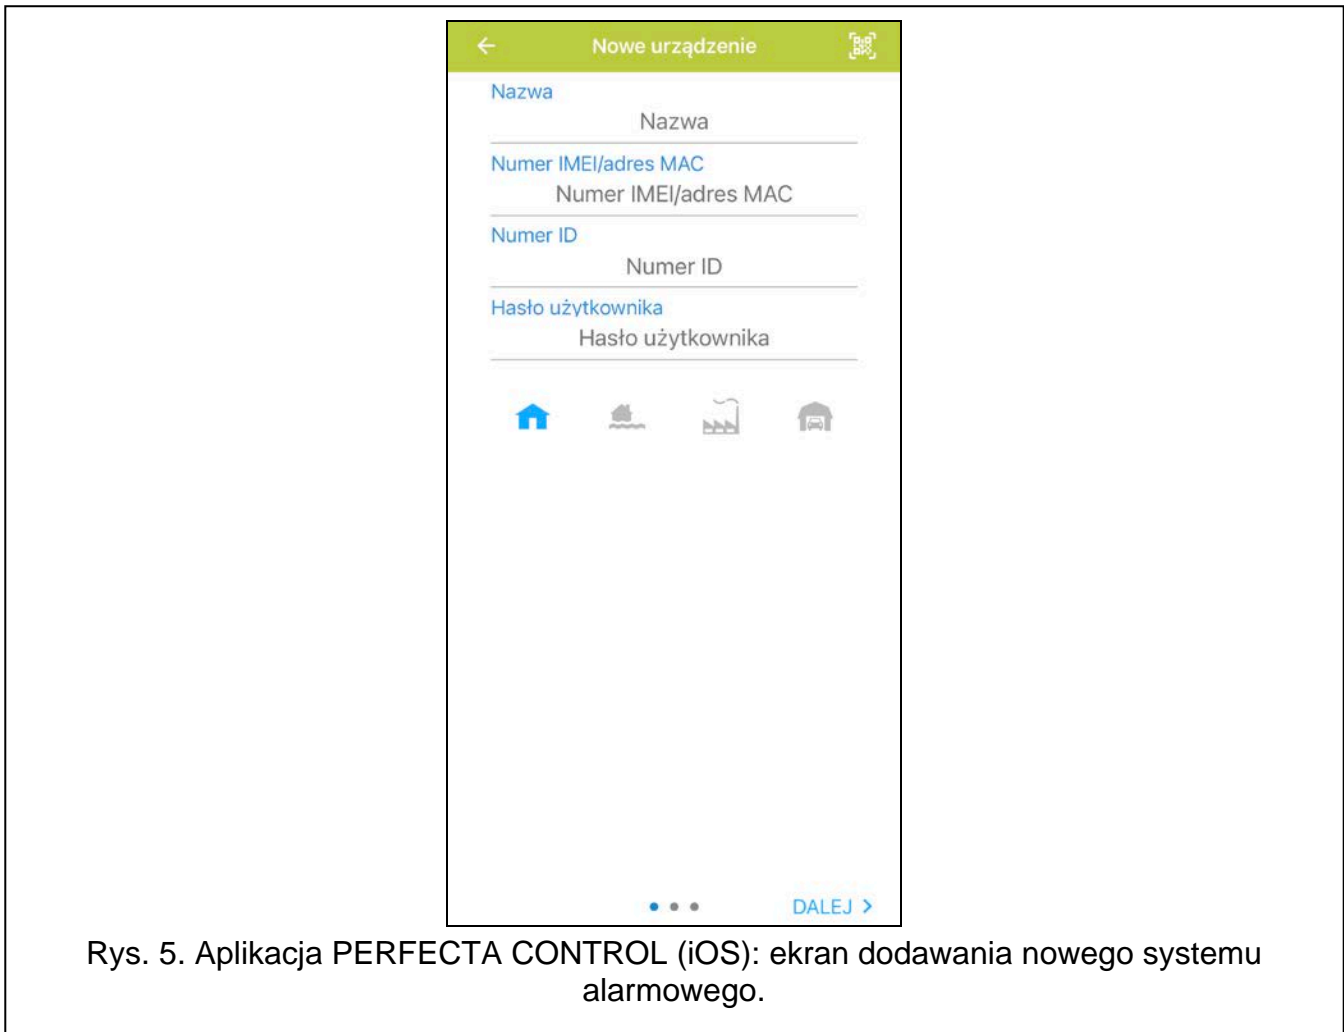 Nowe urządzenie
Nazwa
Nazwa
Numer IMEI/adres MAC
Numer IMEI/adres MAC
Numer ID
Numer ID
Hasło użytkownika
Hasło użytkownika
DALEJ >
Rys. 5. Aplikacja PERFECTA CONTROL (iOS): ekran dodawania nowego systemu
alarmowego.